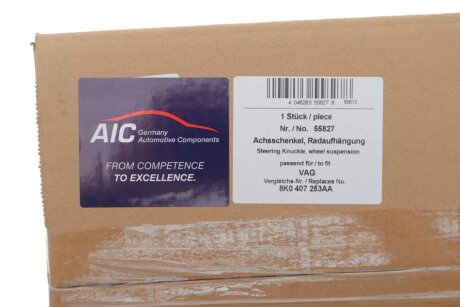 AIC Germany
Automotive Components
FROM COMPETENCE
TO EXCELLENCE.
4 048283 55827 8
1 Stück / piece
Nr. / No. 55827
Achsschenkel, Radaufhängung
Steering Knuckle, wheel suspension
passend für / to fit
VAG
Vergleichs-Nr. / Replaces No.
8K0 407 253AA